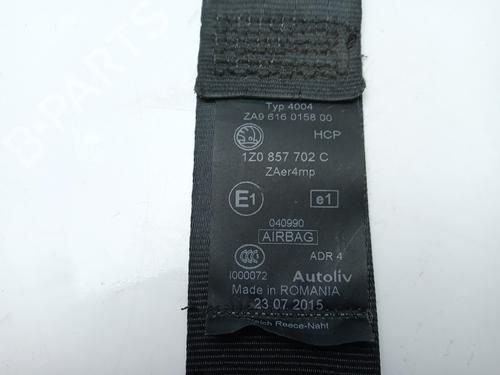 Typ 4004
ZA9 616 0158 00
HCP
1Z0 857 702 C
ZAer4mp
E1 e1
040990
AIRBAG
ADR 4
I000072 Autoliv
Made in ROMANIA
23 07 2015
Reece-Naht